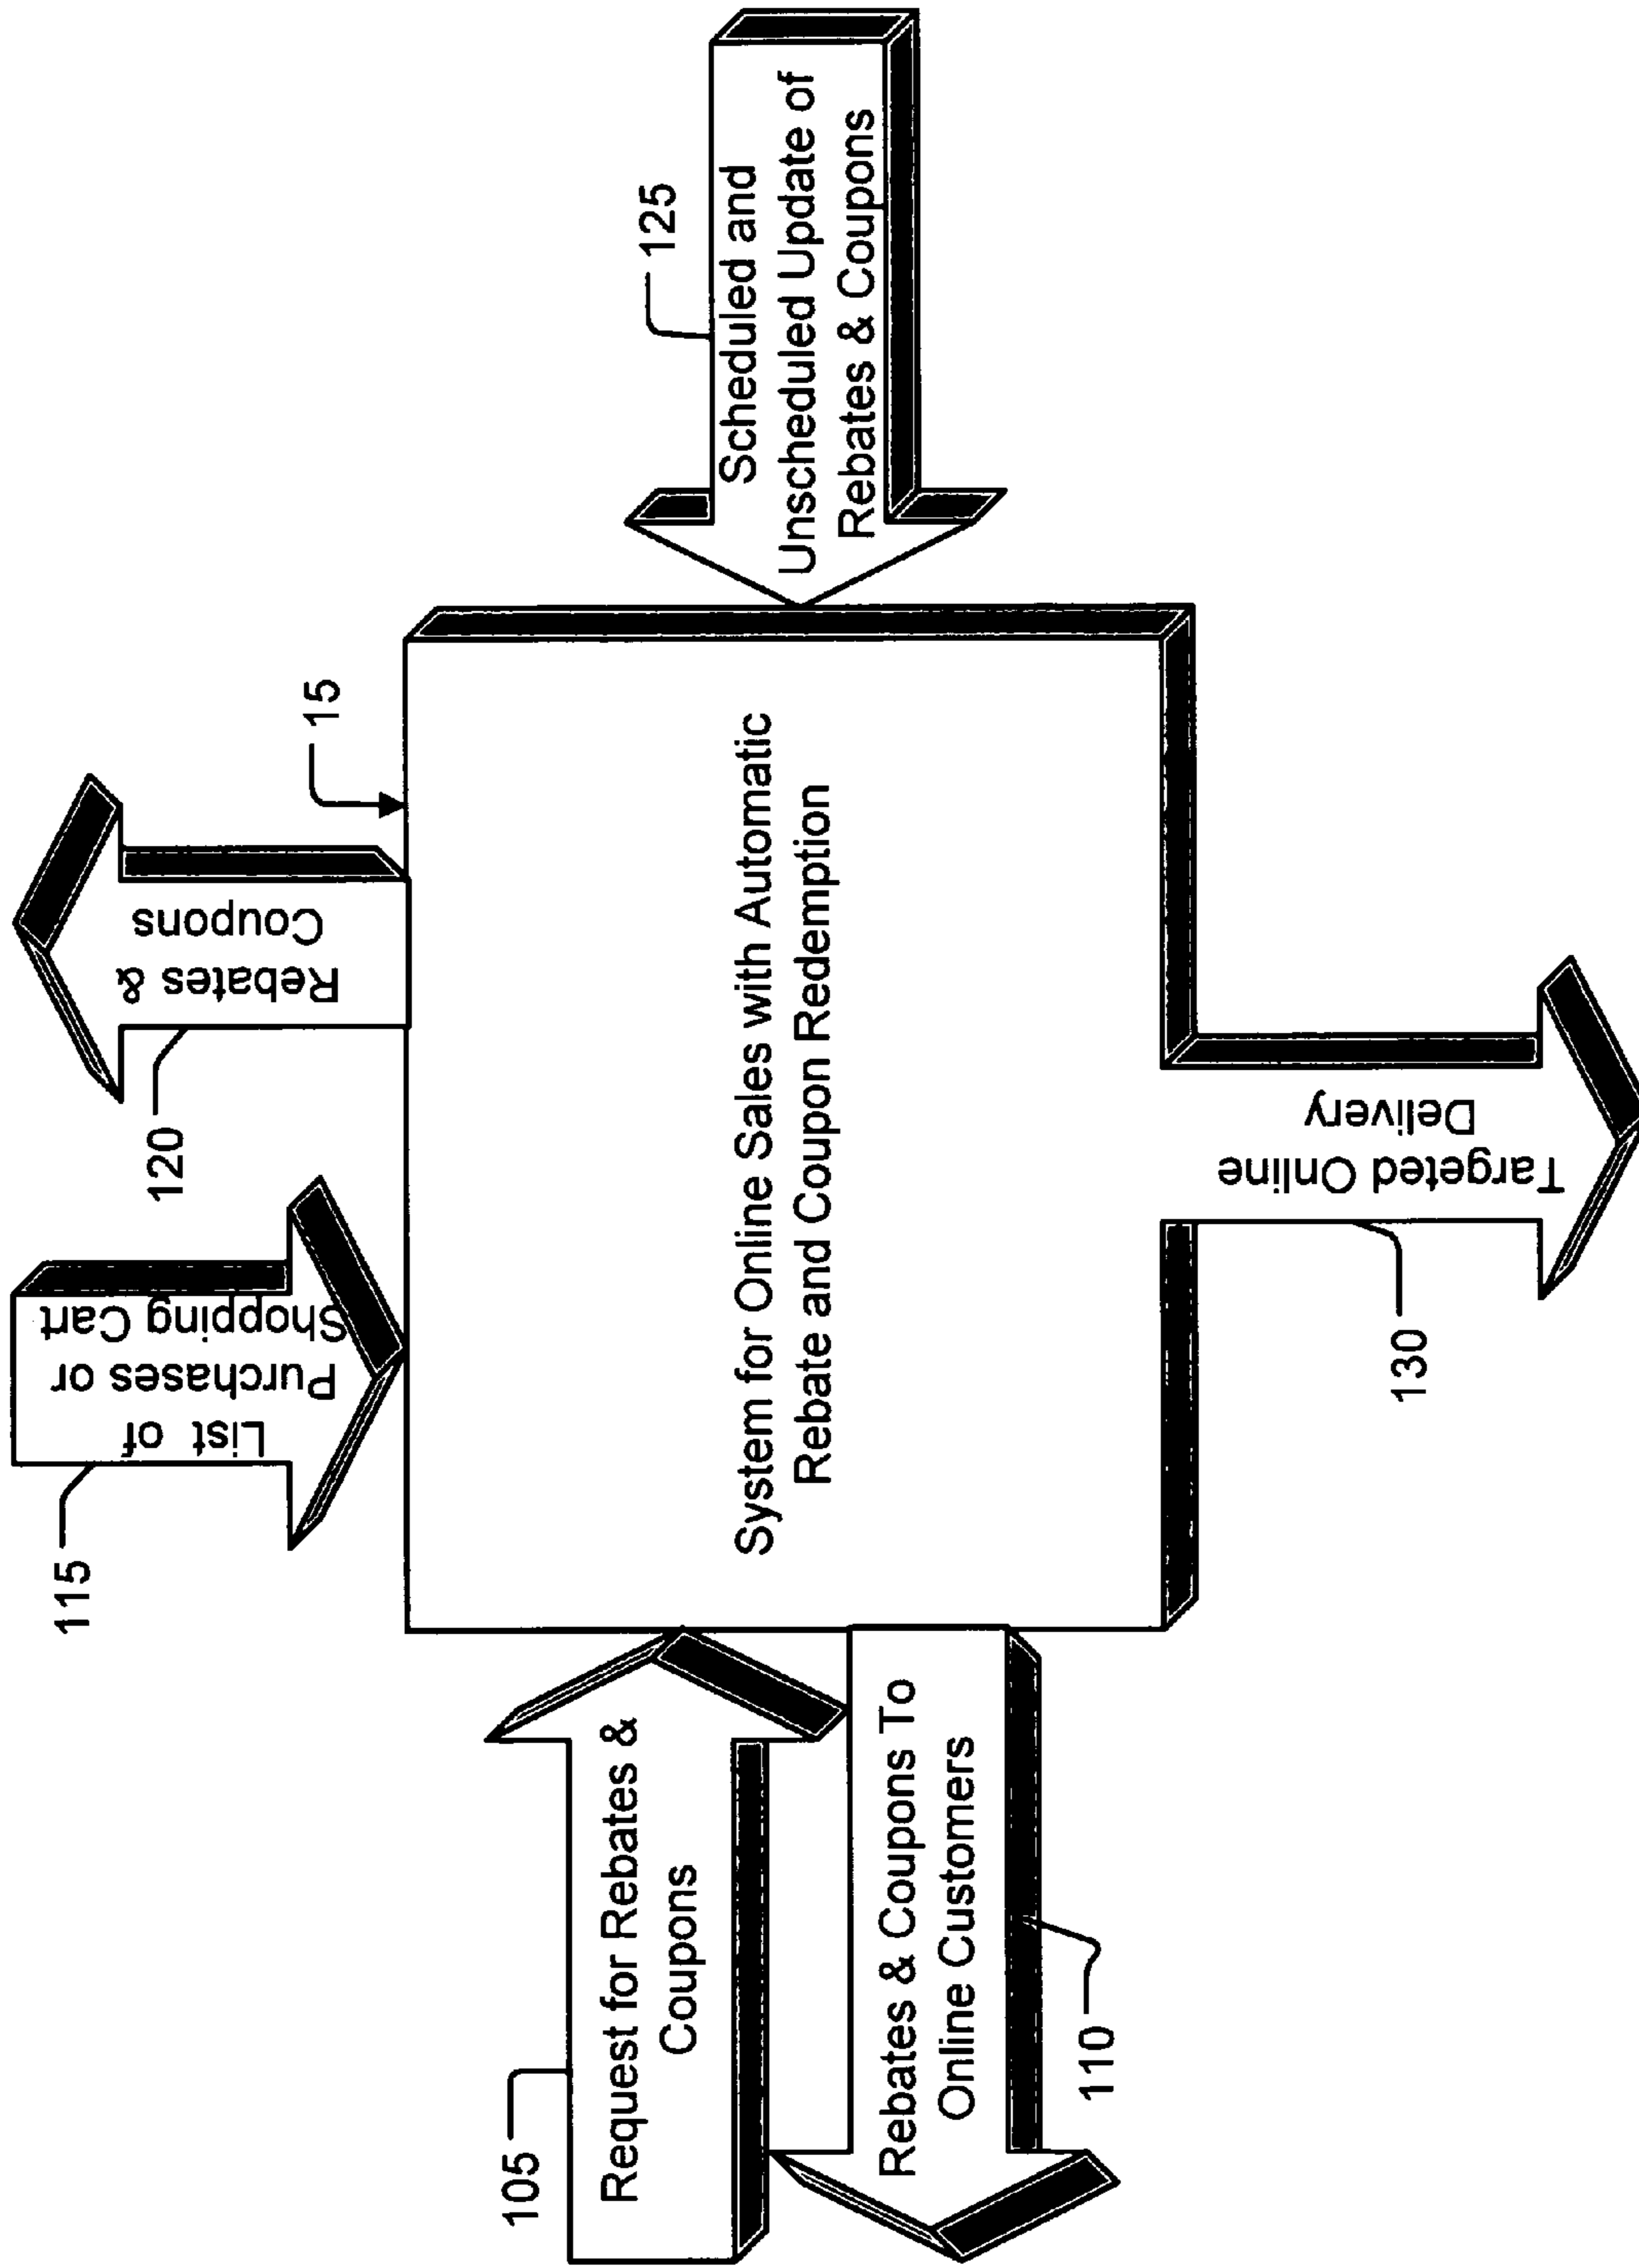 115
List of
Purchases or
Shopping Cart
120
Rebates &
Coupons
15
105
Request for Rebates &
Coupons
System for Online Sales with Automatic
Rebate and Coupon Redemption
125
Scheduled and
Unscheduled Update of
Rebates & Coupons
Rebates & Coupons To
Online Customers
110
130
Targeted Online
Delivery